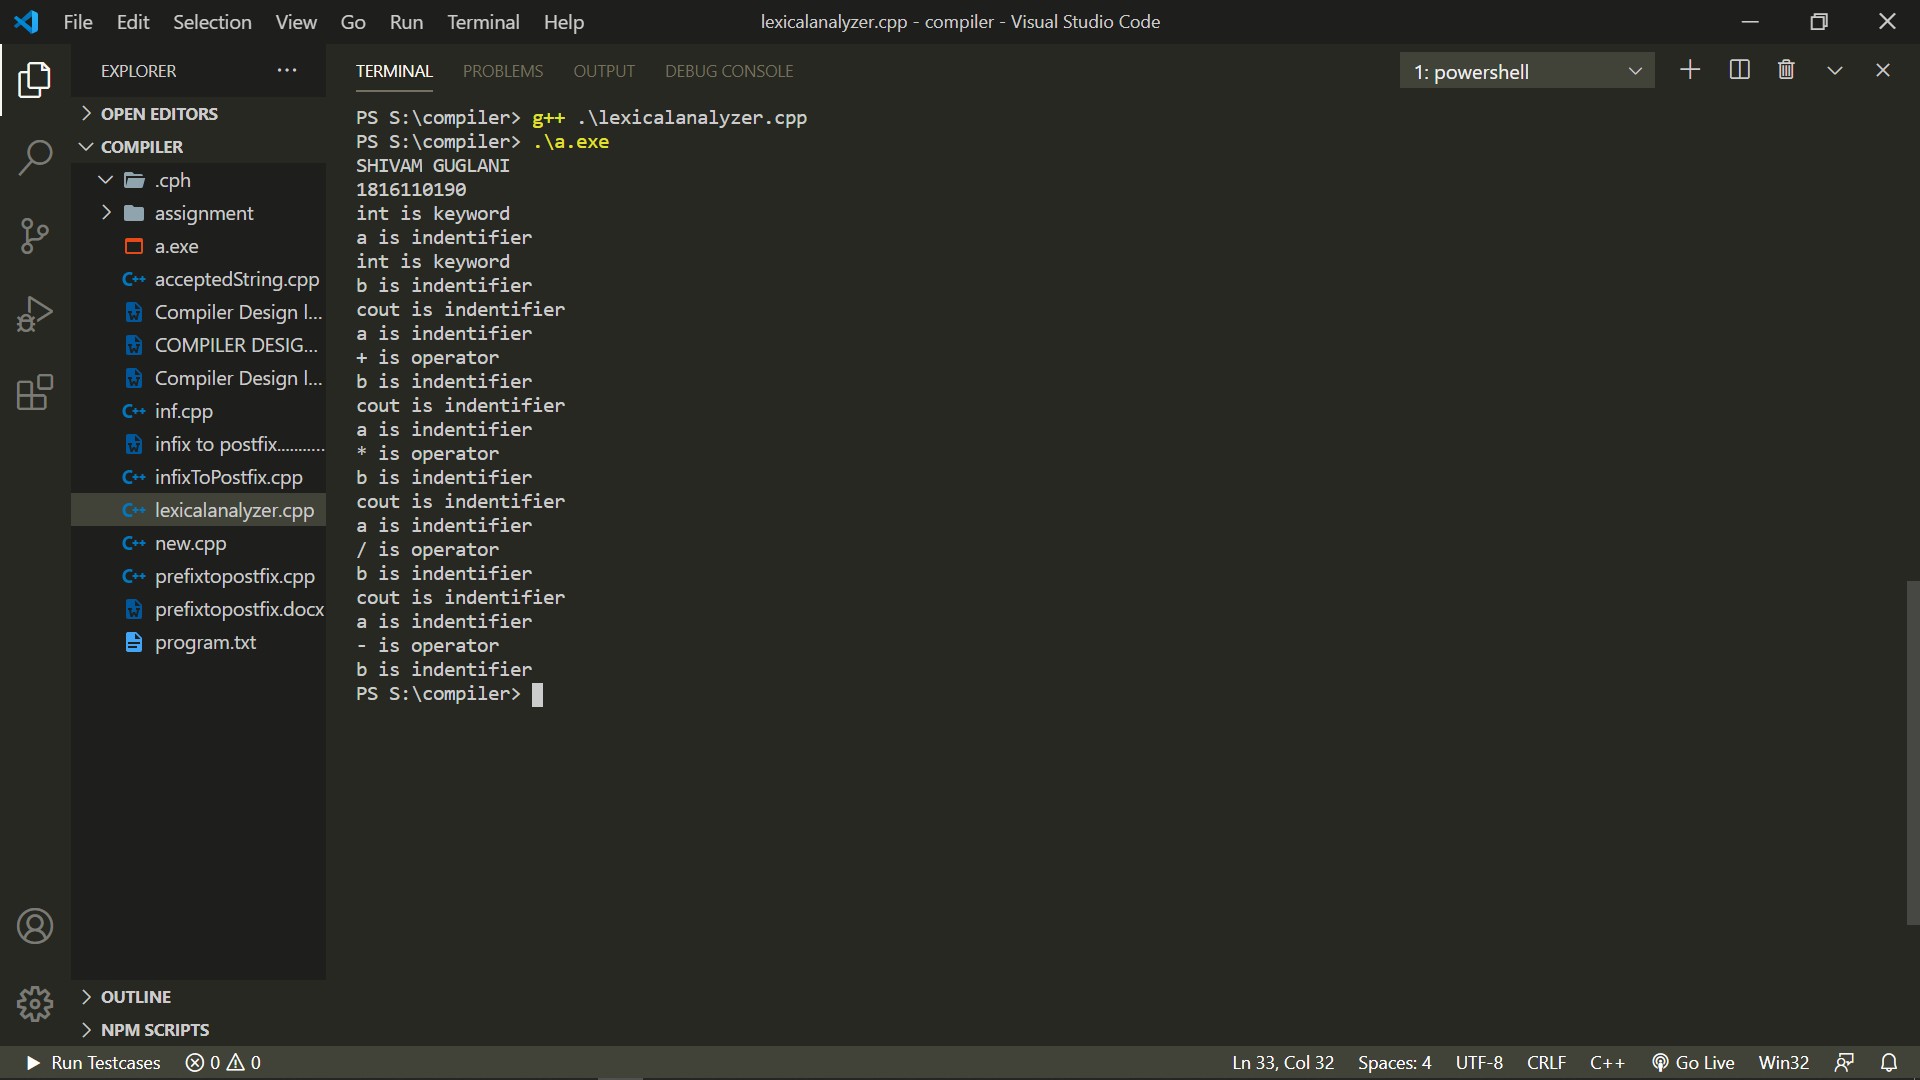 File Edit Selection View Go Run Terminal Help
lexicalanalyzer.cpp - compiler - Visual Studio Code
EXPLORER
OPEN EDITORS
COMPILER
.cph
assignment
a.exe
acceptedString.cpp
Compiler Design l...
COMPILER DESIG...
Compiler Design l...
inf.cpp
infix to postfix...........
infixToPostfix.cpp
lexicalanalyzer.cpp
new.cpp
prefixtopostfix.cpp
prefixtopostfix.docx
program.txt
OUTLINE
NPM SCRIPTS
TERMINAL PROBLEMS OUTPUT DEBUG CONSOLE
1: powershell
PS S:\compiler> g++ .\lexicalanalyzer.cpp
PS S:\compiler> .\a.exe
SHIVAM GUGLANI
1816110190
int is keyword
a is indentifier
int is keyword
b is indentifier
cout is indentifier
a is indentifier
+ is operator
b is indentifier
cout is indentifier
a is indentifier
* is operator
b is indentifier
cout is indentifier
a is indentifier
/ is operator
b is indentifier
cout is indentifier
a is indentifier
- is operator
b is indentifier
PS S:\compiler>
Run Testcases 0 0
Ln 33, Col 32 Spaces: 4 UTF-8 CRLF C++ Go Live Win32